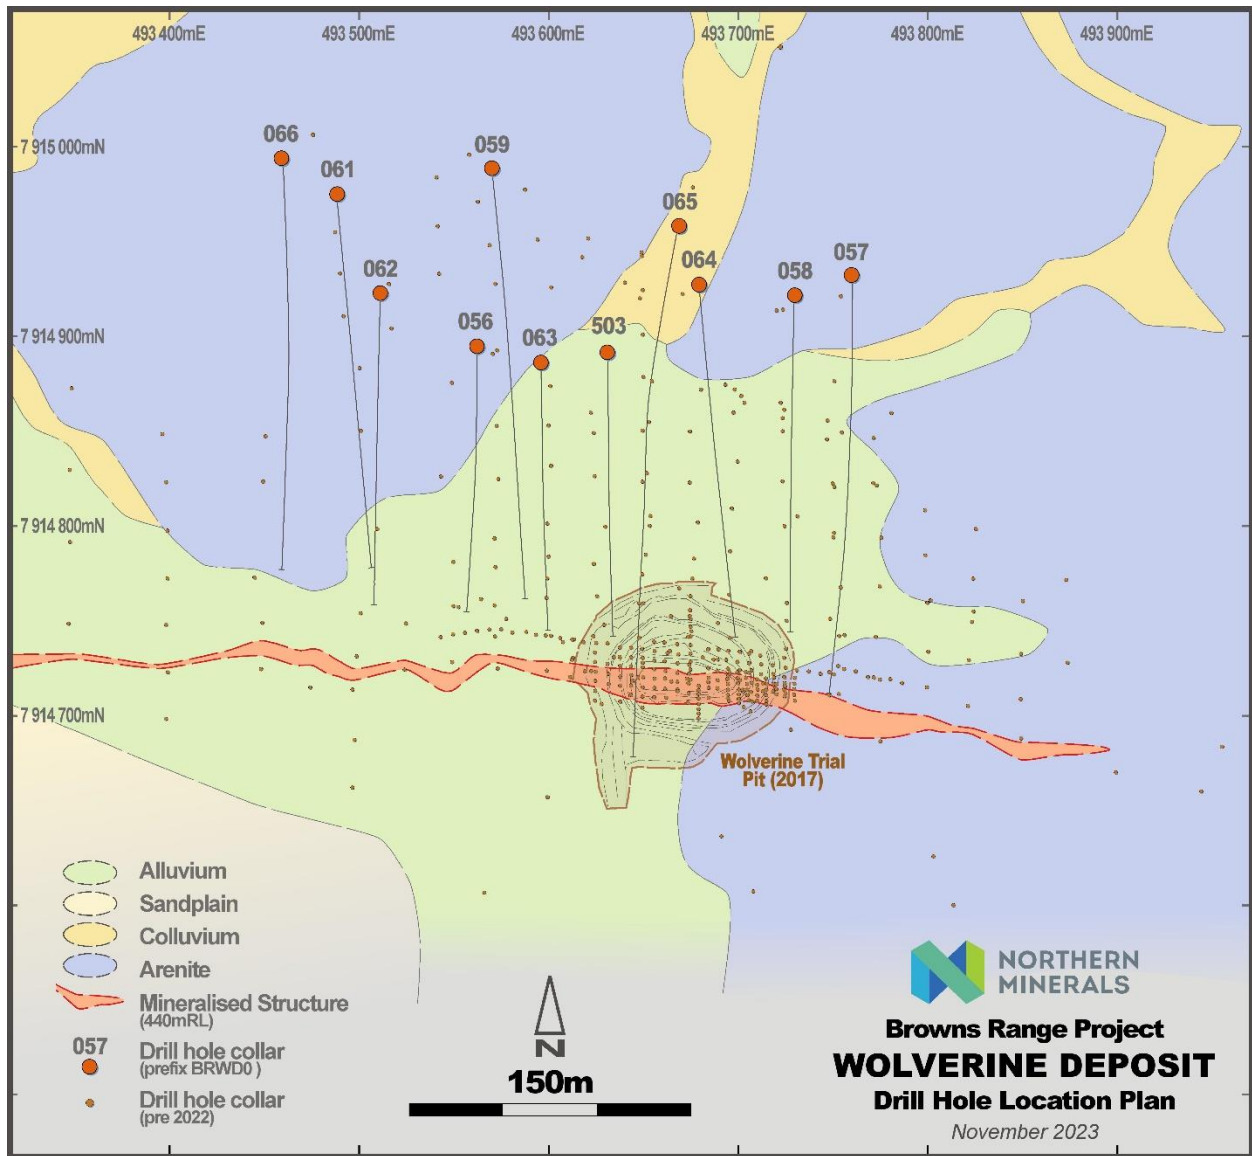 493 400mE
493 500mE
493 600mE
493 700mE
493 800mE
493 900mE
7 915 000mN
066
061
059
065
062
064
058
057
7 914 900mN
056
063
503
7 914 800mN
7 914 700mN
Wolverine Trial
Pit (2017)
Alluvium
Sandplain
Colluvium
Arenite
Mineralised Structure
(440mRL)
057
Drill hole collar
(prefix BRWD0 )
Drill hole collar
(pre 2022)
N
150m
NORTHERN
MINERALS
Browns Range Project
WOLVERINE DEPOSIT
Drill Hole Location Plan
November 2023